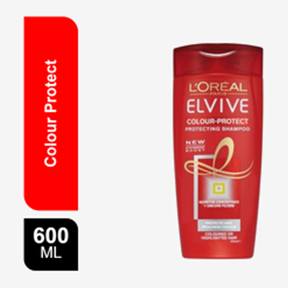 Colour Protect
600
ML
L'ORÉAL
PARIS
ELVIVE
COLOUR-PROTECT
PROTECTING SHAMPOO
NEW
COLOURED OR
HIGHLIGHTED HAIR